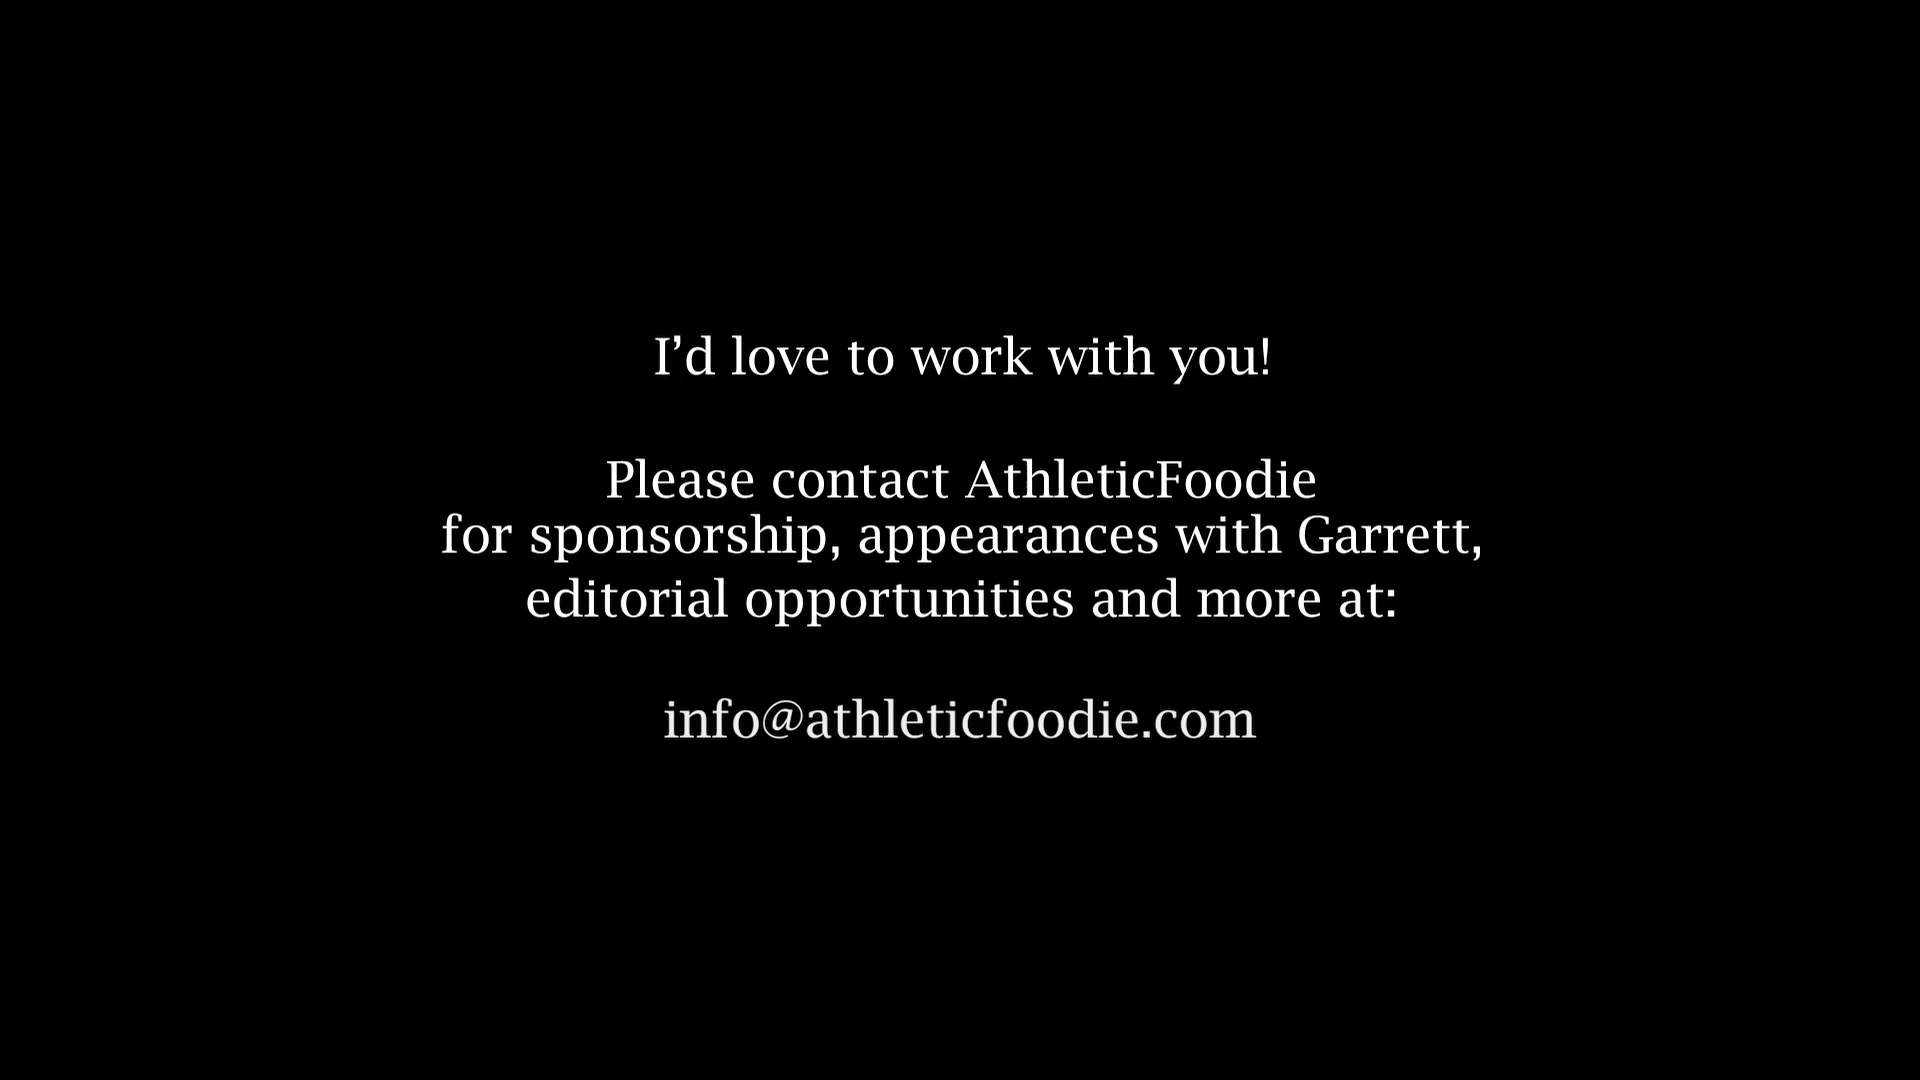 I’d love to work with you!
Please contact AthleticFoodie
for sponsorship, appearances with Garrett,
editorial opportunities and more at:
info@athleticfoodie.com